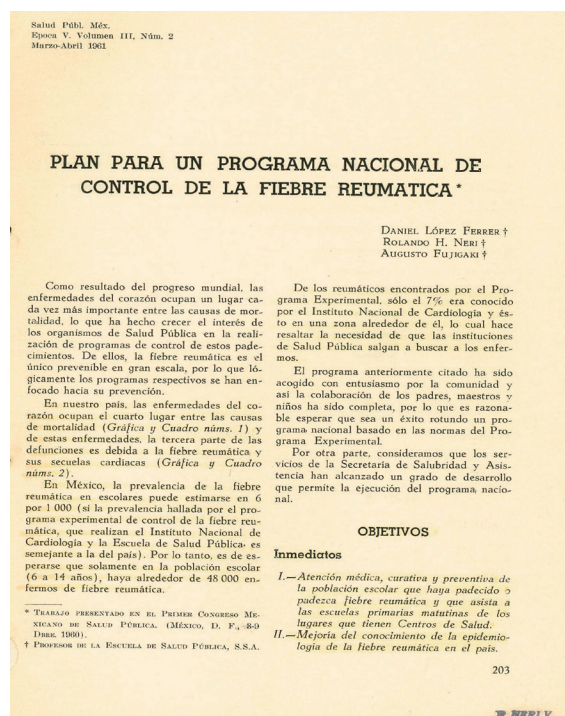 Salud Públ. Méx.
Epoca V. Volumen III, Núm. 2
Marzo-Abril 1961
PLAN PARA UN PROGRAMA NACIONAL DE
CONTROL DE LA FIEBRE REUMATICA*
DANIEL LÓPEZ FERRER †
ROLANDO H. NERI †
AUGUSTO FUJIGAKI †
Como resultado del progreso mundial, las
enfermedades del corazón ocupan un lugar ca-
da vez más importante entre las causas de mor-
talidad, lo que ha hecho crecer el interés de
los organismos de Salud Pública en la reali-
zación de programas de control de estos pade-
cimientos. De ellos, la fiebre reumática es el
único prevenible en gran escala, por lo que ló-
gicamente los programas respectivos se han en-
focado hacia su prevención.
En nuestro país, las enfermedades del co-
razón ocupan el cuarto lugar entre las causas
de mortalidad (Gráfica y Cuadro núms. 1) y
de estas enfermedades, la tercera parte de las
defunciones es debida a la fiebre reumática y
sus secuelas cardiacas (Gráfica y Cuadro
núms. 2).
En México, la prevalencia de la fiebre
reumática en escolares puede estimarse en 6
por 1 000 (si la prevalencia hallada por el pro-
grama experimental de control de la fiebre reu-
mática, que realizan el Instituto Nacional de
Cardiología y la Escuela de Salud Pública es
semejante a la del país). Por lo tanto, es de es-
perarse que solamente en la población escolar
(6 a 14 años), haya alrededor de 48 000 en-
fermos de fiebre reumática.
* TRABAJO PRESENTADO EN EL PRIMER CONGRESO ME-
XICANO DE SALUD PÚBLICA. (MÉXICO, D. F., 8-9
DBRE. 1960).
† PROFESOR DE LA ESCUELA DE SALUD PÚBLICA, S.S.A.
De los reumáticos encontrados por el Pro-
grama Experimental, sólo el 7% era conocido
por el Instituto Nacional de Cardiología y és-
to en una zona alrededor de él, lo cual hace
resaltar la necesidad de que las instituciones
de Salud Pública salgan a buscar a los enfer-
mos.
El programa anteriormente citado ha sido
acogido con entusiasmo por la comunidad y
así la colaboración de los padres, maestros y
niños ha sido completa, por lo que es razona-
ble esperar que sea un éxito rotundo un pro-
grama nacional basado en las normas del Pro-
grama Experimental.
Por otra parte, consideramos que los ser-
vicios de la Secretaría de Salubridad y Asis-
tencia han alcanzado un grado de desarrollo
que permite la ejecución del programa nacio-
nal.
OBJETIVOS
Inmediatos
I.—Atención médica, curativa y preventiva de
la población escolar que haya padecido o
padezca fiebre reumática y que asista a
las escuelas primarias matutinas de los
lugares que tienen Centros de Salud.
II.—Mejoría del conocimiento de la epidemio-
logía de la fiebre reumática en el país.
203